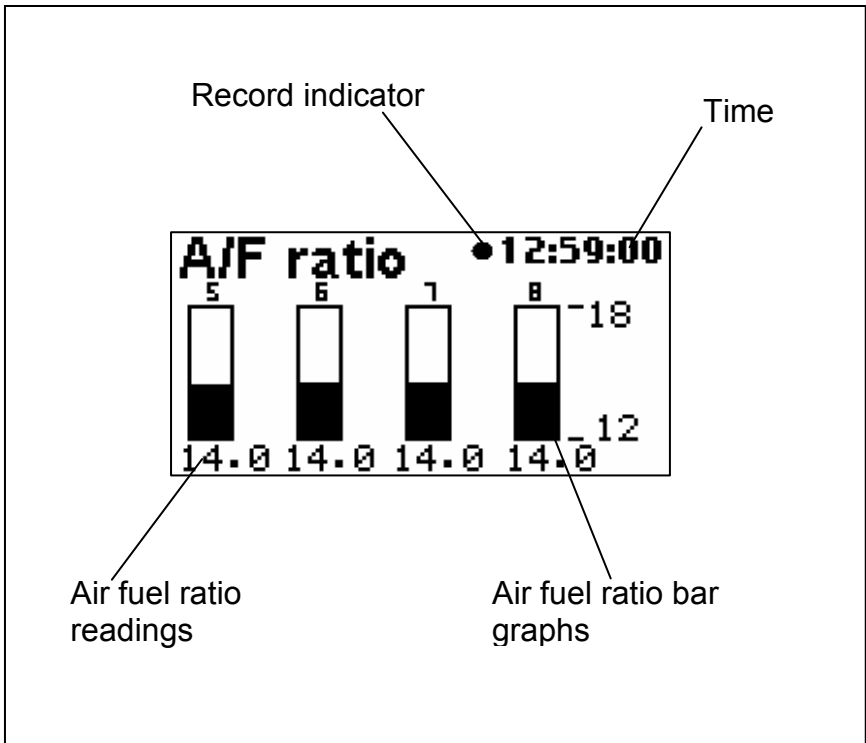 Record indicator
Time
A/F ratio ●12:59:00
5 6 7 8
18
12
14.0 14.0 14.0 14.0
Air fuel ratio
readings
Air fuel ratio bar
graphs